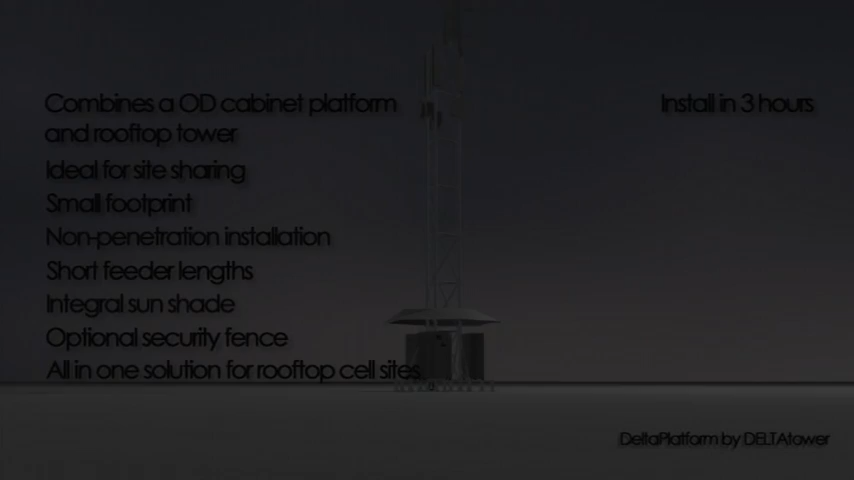 Combines a OD cabinet platform
and rooftop tower
Install in 3 hours
Ideal for site sharing
Small footprint
Non-penetration installation
Short feeder lengths
Integral sun shade
Optional security fence
All in one solution for rooftop cell sites.
DeltaPlatform by DELTAtower